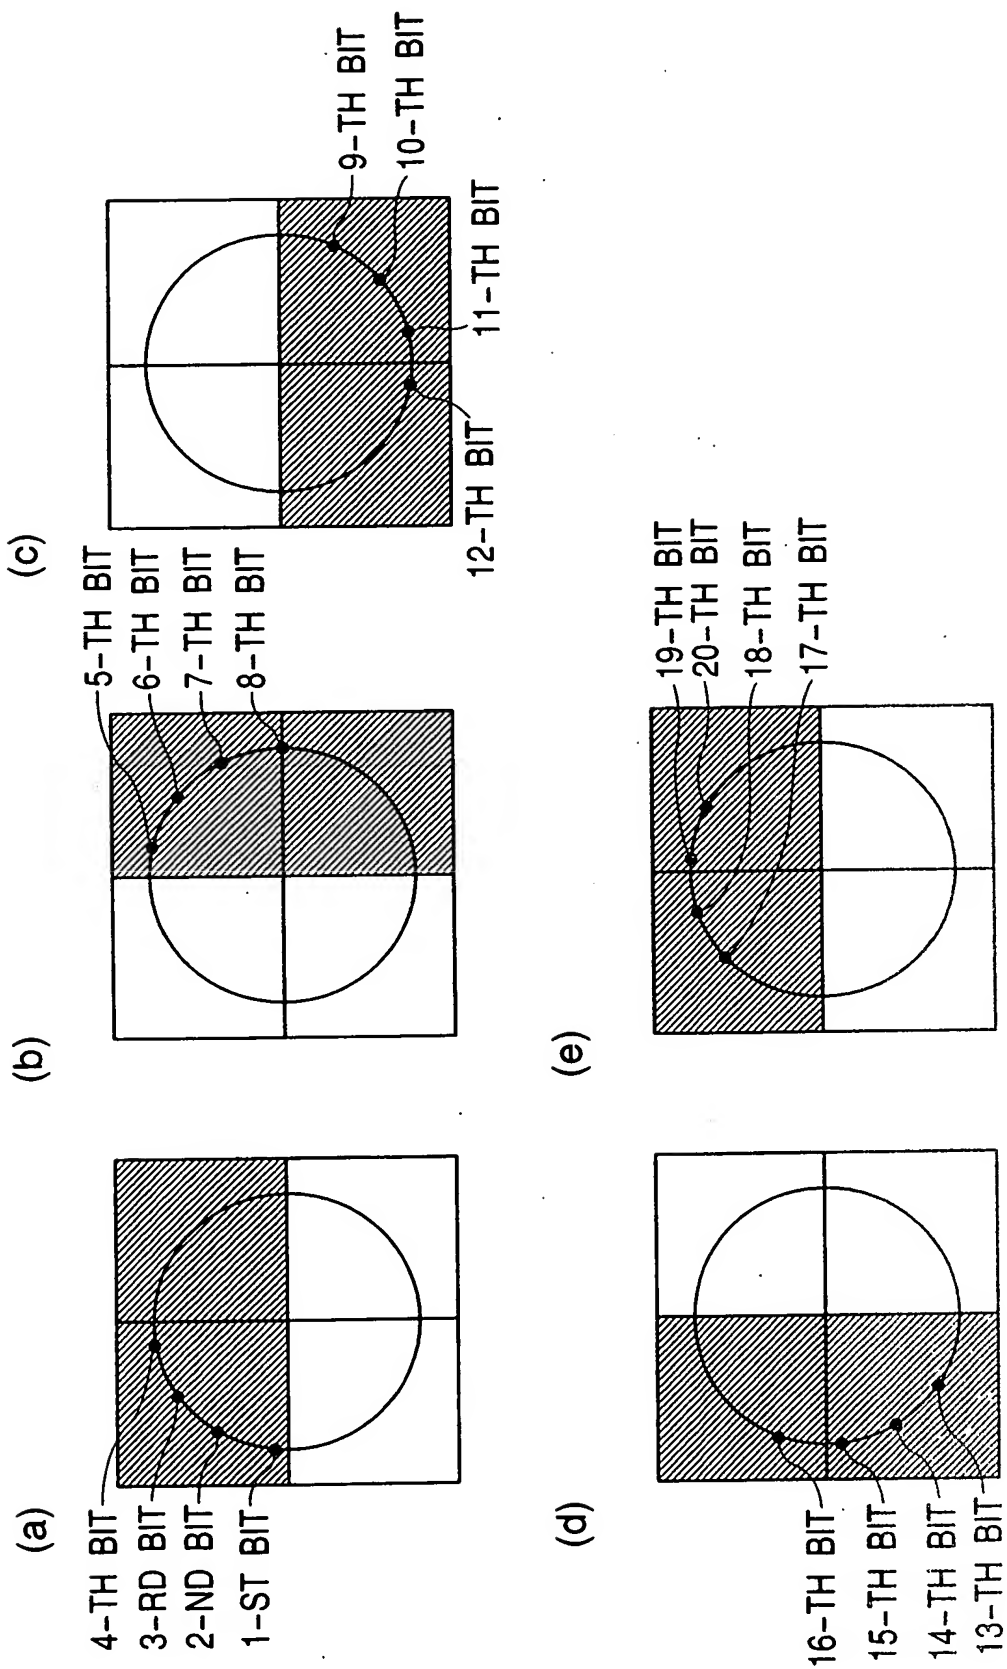 (a)
4-TH BIT
3-RD BIT
2-ND BIT
1-ST BIT
(b)
5-TH BIT
6-TH BIT
7-TH BIT
8-TH BIT
(c)
9-TH BIT
10-TH BIT
11-TH BIT
12-TH BIT
(d)
16-TH BIT
15-TH BIT
14-TH BIT
13-TH BIT
(e)
19-TH BIT
20-TH BIT
18-TH BIT
17-TH BIT